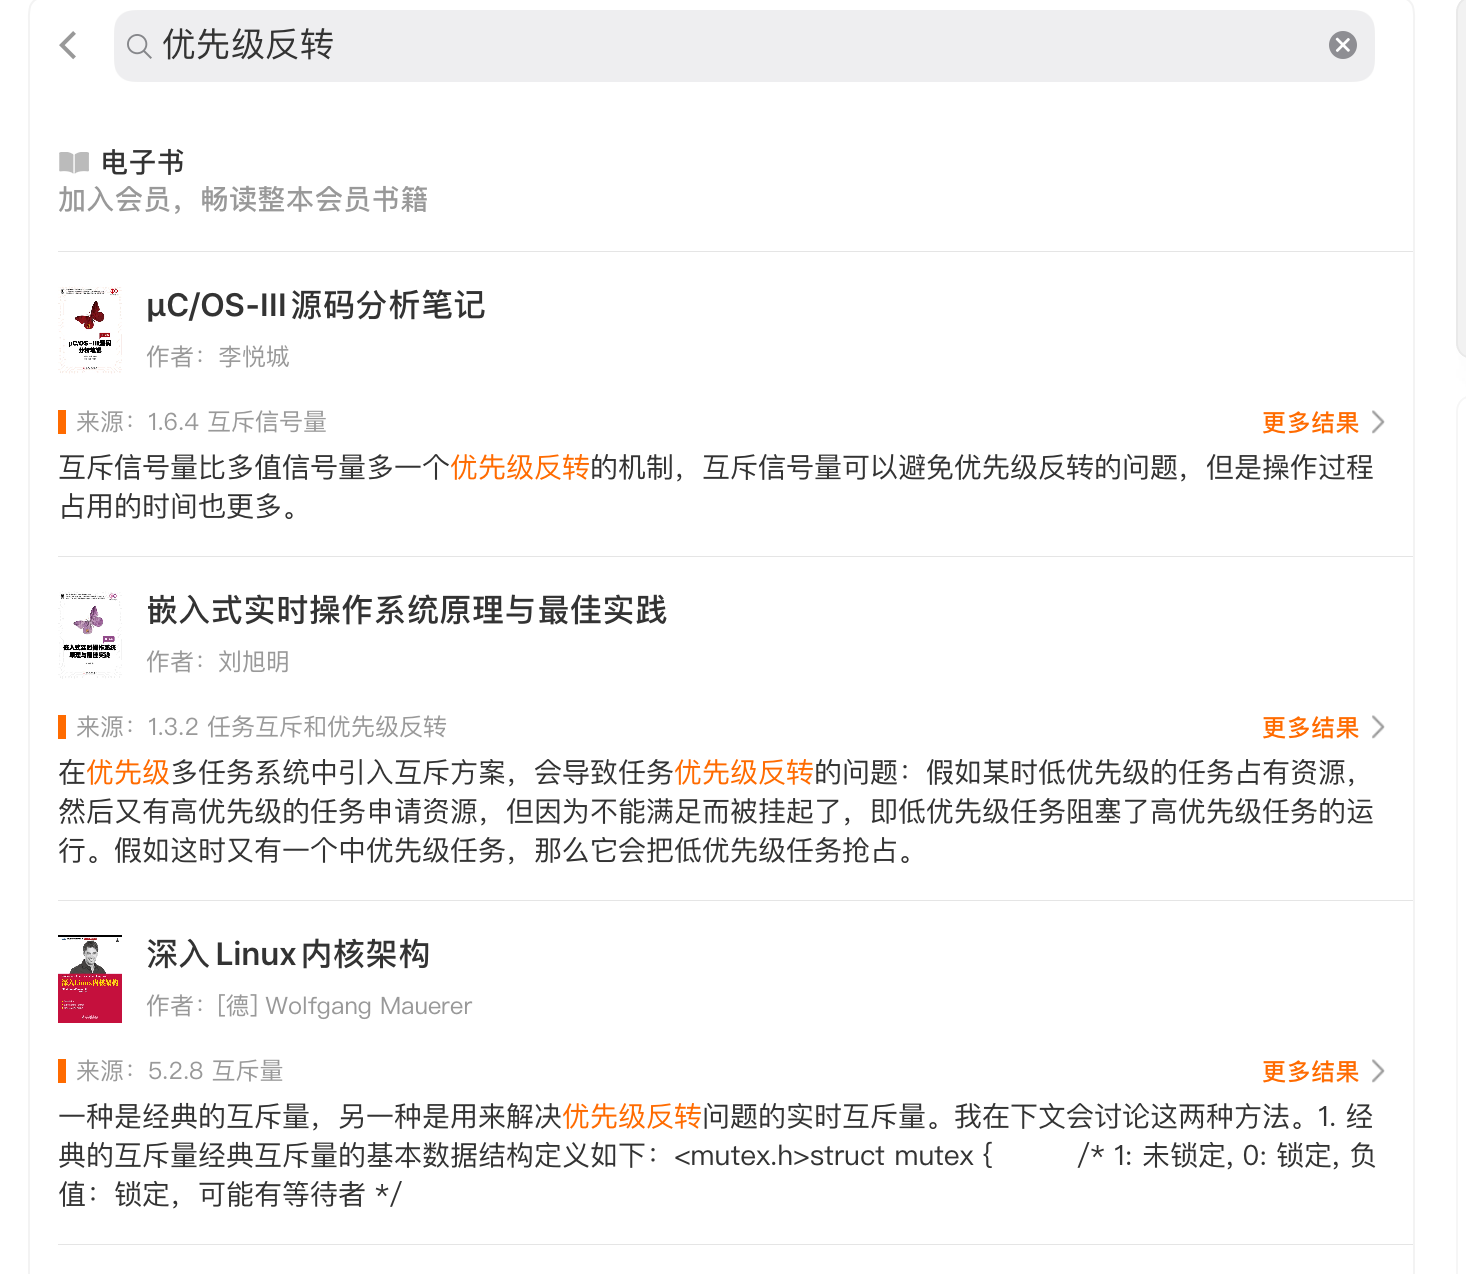 优先级反转
电子书
加入会员，畅读整本会员书籍
μC/OS-III源码分析笔记
作者：李悦城
来源：1.6.4 互斥信号量
更多结果
互斥信号量比多值信号量多一个优先级反转的机制，互斥信号量可以避免优先级反转的问题，但是操作过程
占用的时间也更多。
嵌入式实时操作系统原理与最佳实践
作者：刘旭明
来源：1.3.2 任务互斥和优先级反转
更多结果
在优先级多任务系统中引入互斥方案，会导致任务优先级反转的问题：假如某时低优先级的任务占有资源，
然后又有高优先级的任务申请资源，但因为不能满足而被挂起了，即低优先级任务阻塞了高优先级任务的运
行。假如这时又有一个中优先级任务，那么它会把低优先级任务抢占。
深入Linux内核架构
深入Linux内核架构
作者：[德] Wolfgang Mauerer
来源：5.2.8 互斥量
更多结果
一种是经典的互斥量，另一种是用来解决优先级反转问题的实时互斥量。我在下文会讨论这两种方法。1. 经
典的互斥量经典互斥量的基本数据结构定义如下：<mutex.h>struct mutex {          /* 1: 未锁定, 0: 锁定, 负
值：锁定，可能有等待者 */